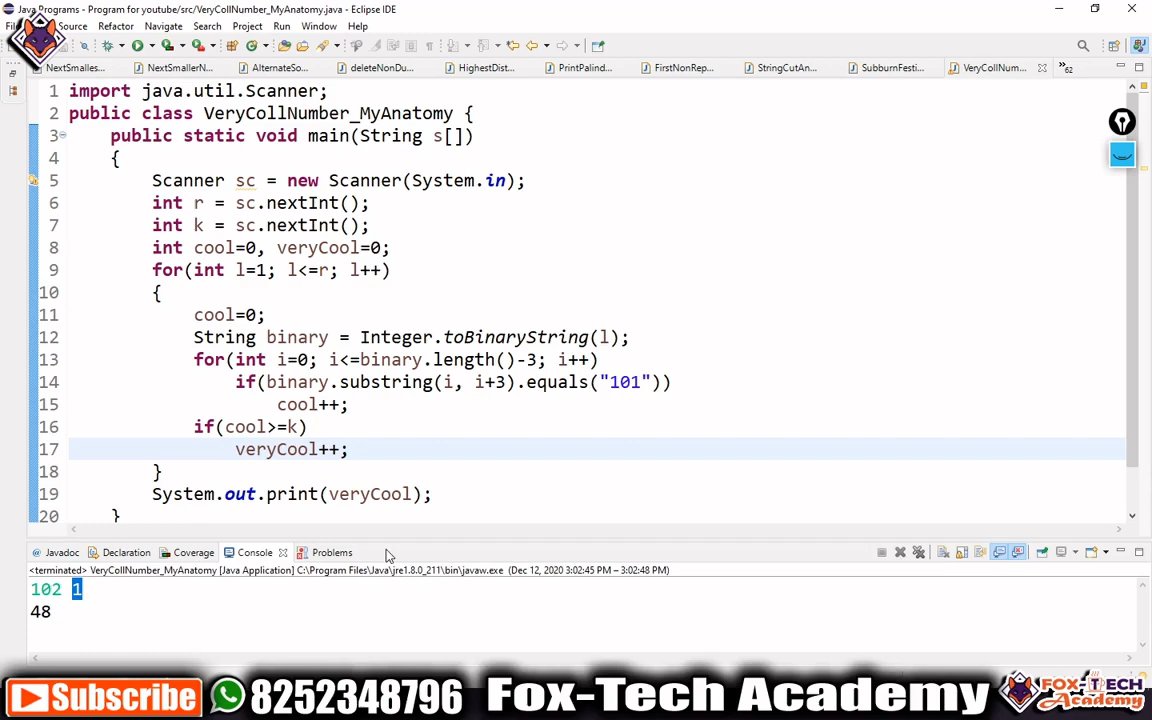 Java Programs - Program for youtube/src/VeryCollNumber_MyAnatomy.java - Eclipse IDE
Source Refactor Navigate Search Project Run Window Help
NextSmalles... NextSmallerN... AlternateSo... deleteNonDu... HighestDist... PrintPalind... FirstNonRep... StringCutAn... SubburnFesti... VeryCollNum... 62
1 import java.util.Scanner;
2 public class VeryCollNumber_MyAnatomy {
3 public static void main(String s[])
4 {
5 Scanner sc = new Scanner(System.in);
6 int r = sc.nextInt();
7 int k = sc.nextInt();
8 int cool=0, veryCool=0;
9 for(int l=1; l<=r; l++)
10 {
11 cool=0;
12 String binary = Integer.toBinaryString(l);
13 for(int i=0; i<=binary.length()-3; i++)
14 if(binary.substring(i, i+3).equals("101"))
15 cool++;
16 if(cool>=k)
17 veryCool++;
18 }
19 System.out.print(veryCool);
20 }
Javadoc Declaration Coverage Console Problems
<terminated> VeryCollNumber_MyAnatomy [Java Application] C:\Program Files\Java\jre1.8.0_211\bin\javaw.exe (Dec 12, 2020 3:02:45 PM – 3:02:48 PM)
102 1
48
Subscribe 8252348796 Fox-Tech Academy FOX-TECH
Academy